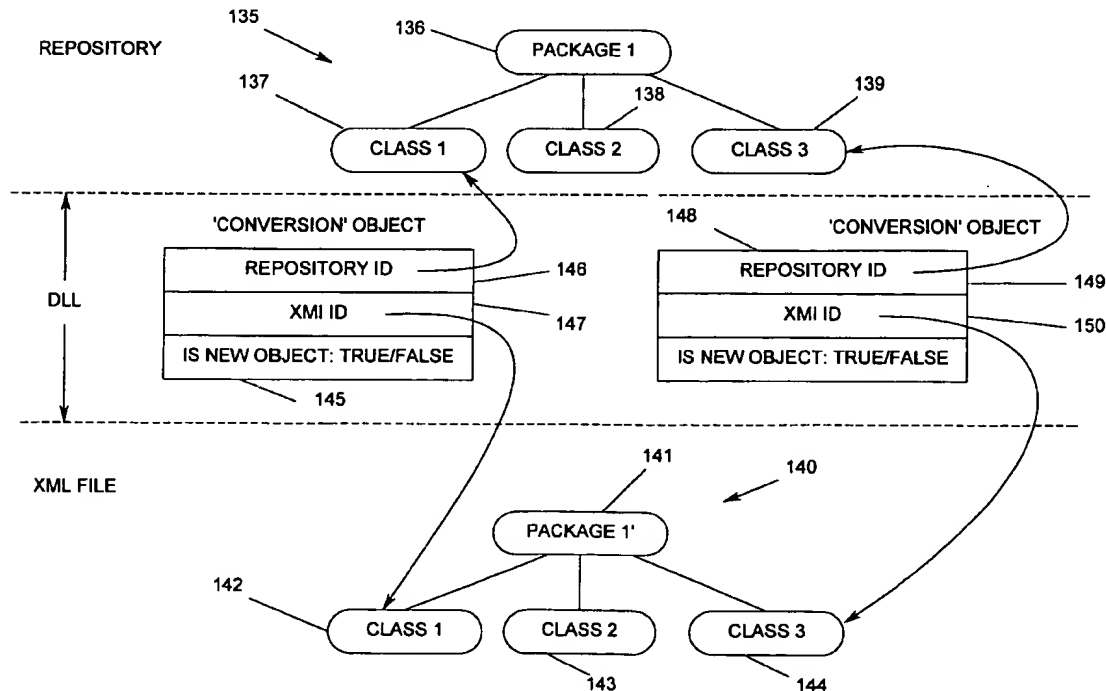 135
136
REPOSITORY
PACKAGE 1
137
138
139
CLASS 1
CLASS 2
CLASS 3
'CONVERSION' OBJECT
148
'CONVERSION' OBJECT
REPOSITORY ID
146
REPOSITORY ID
149
DLL
XMI ID
147
XMI ID
150
IS NEW OBJECT: TRUE/FALSE
IS NEW OBJECT: TRUE/FALSE
145
141
140
XML FILE
PACKAGE 1'
142
CLASS 1
CLASS 2
CLASS 3
143
144